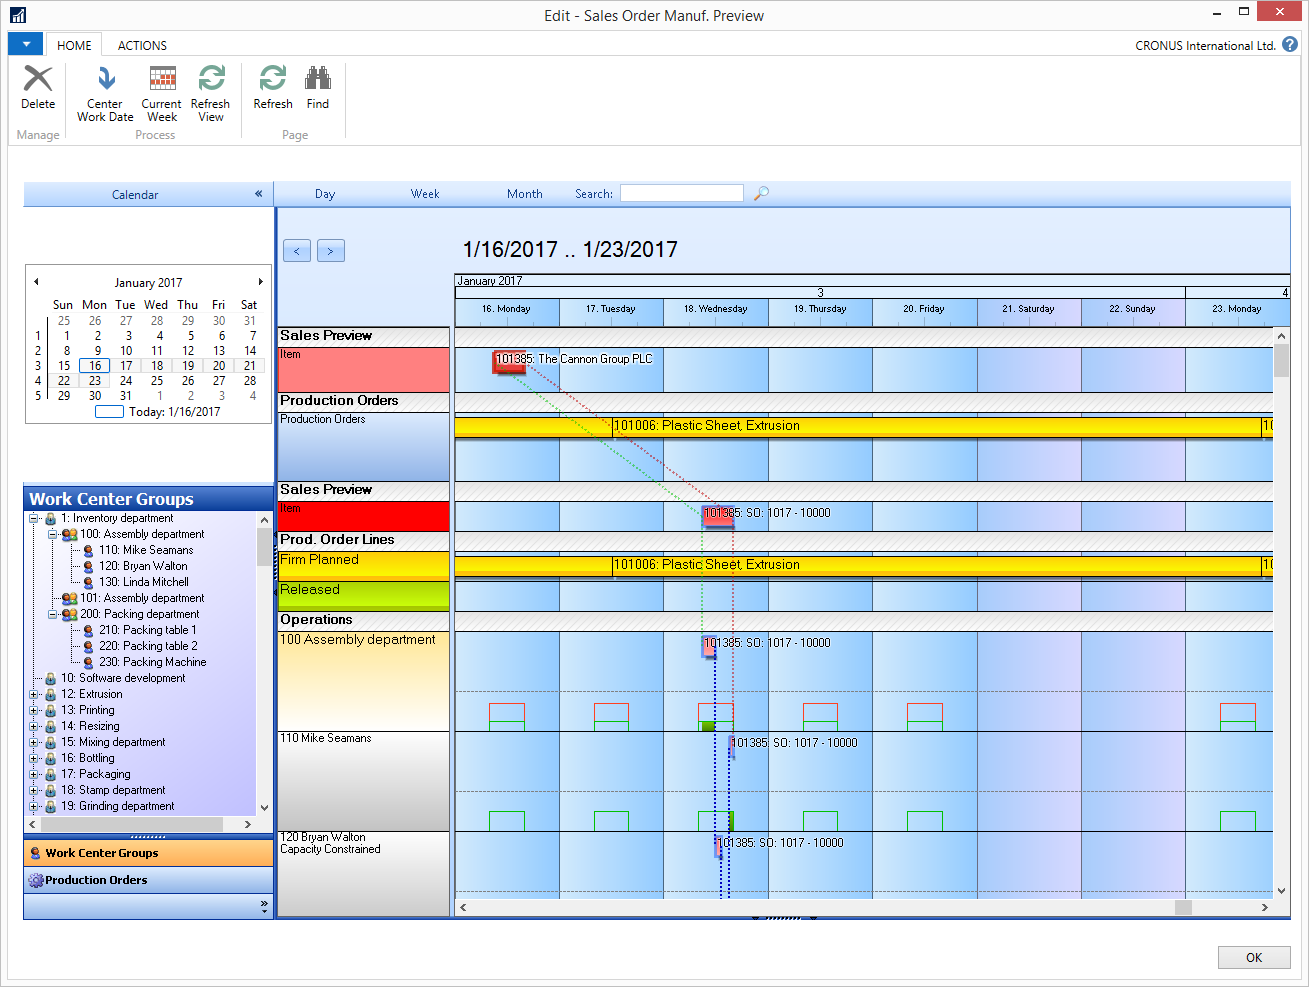 Edit - Sales Order Manuf. Preview
HOME
ACTIONS
CRONUS International Ltd.
Delete
Center Work Date
Current Week
Refresh View
Refresh
Find
Manage
Process
Page
Calendar
Day
Week
Month
Search:
< >
1/16/2017 .. 1/23/2017
January 2017
Sun Mon Tue Wed Thu Fri Sat
25 26 27 28 29 30 31
1 1 2 3 4 5 6 7
2 8 9 10 11 12 13 14
3 15 16 17 18 19 20 21
4 22 23 24 25 26 27 28
5 29 30 31 1 2 3 4
Today: 1/16/2017
January 2017
3 4
16. Monday 17. Tuesday 18. Wednesday 19. Thursday 20. Friday 21. Saturday 22. Sunday 23. Monday
Sales Preview
Item
101385: The Cannon Group PLC
Production Orders
Production Orders
101006: Plastic Sheet, Extrusion
10
Sales Preview
Item
101385: SO: 1017 - 10000
Prod. Order Lines
Firm Planned
101006: Plastic Sheet, Extrusion
10
Released
Operations
100 Assembly department
101385: SO: 1017 - 10000
110 Mike Seamans
101385: SO: 1017 - 10000
120 Bryan Walton
Capacity Constrained
101385: SO: 1017 - 10000
Work Center Groups
1: Inventory department
100: Assembly department
110: Mike Seamans
120: Bryan Walton
130: Linda Mitchell
101: Assembly department
200: Packing department
210: Packing table 1
220: Packing table 2
230: Packing Machine
10: Software development
12: Extrusion
13: Printing
14: Resizing
15: Mixing department
16: Bottling
17: Packaging
18: Stamp department
19: Grinding department
Work Center Groups
Production Orders
OK